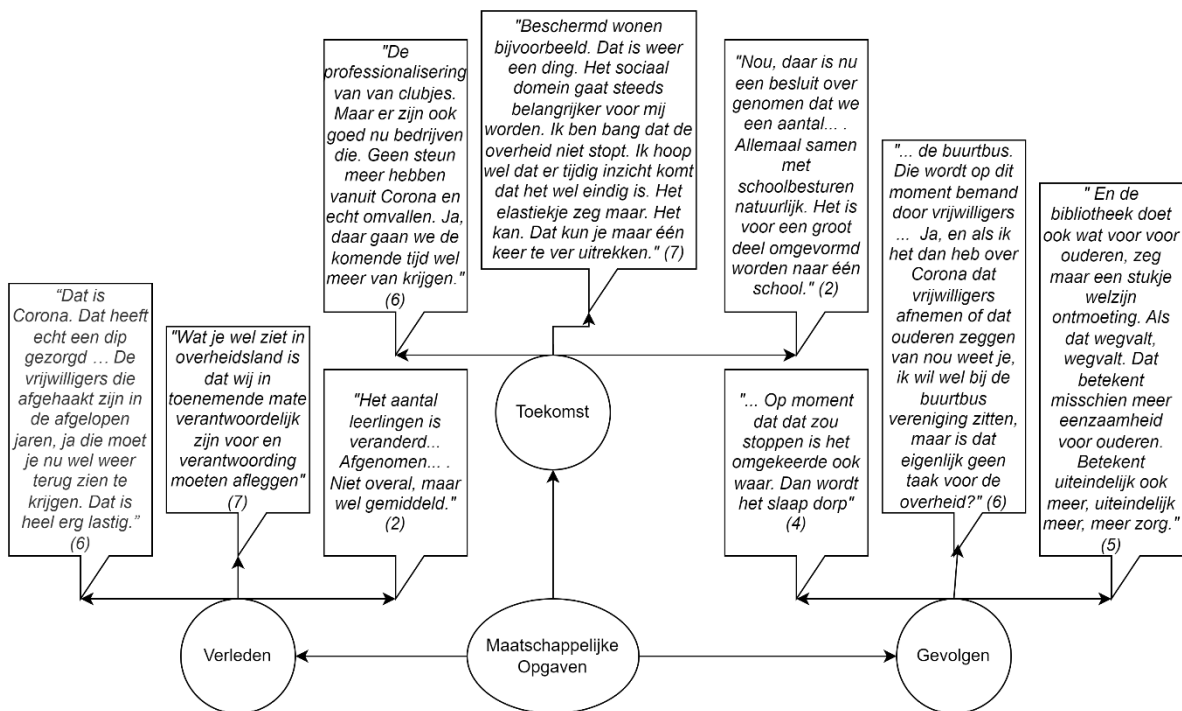 "De
professionalisering
van van clubjes.
Maar er zijn ook
goed nu bedrijven
die. Geen steun
meer hebben
vanuit Corona en
echt omvallen. Ja,
daar gaan we de
komende tijd wel
meer van krijgen."
(6)
"Beschermd wonen
bijvoorbeeld. Dat is weer
een ding. Het sociaal
domein gaat steeds
belangrijker voor mij
worden. Ik ben bang dat de
overheid niet stopt. Ik hoop
wel dat er tijdig inzicht komt
dat het wel eindig is. Het
elastiekje zeg maar. Het
kan. Dat kun je maar één
keer te ver uitrekken." (7)
"Nou, daar is nu
een besluit over
genomen dat we
een aantal... .
Allemaal samen
met
schoolbesturen
natuurlijk. Het is
voor een groot
deel omgevormd
worden naar één
school." (2)
"... de buurtbus.
Die wordt op dit
moment bemand
door vrijwilligers
... Ja, en als ik
het dan heb over
Corona dat
vrijwilligers
afnemen of dat
ouderen zeggen
van nou weet je,
ik wil wel bij de
buurtbus
vereniging zitten,
maar is dat
eigenlijk geen
taak voor de
overheid?" (6)
" En de
bibliotheek doet
ook wat voor voor
ouderen, zeg
maar een stukje
welzijn
ontmoeting. Als
dat wegvalt,
wegvalt. Dat
betekent
misschien meer
eenzaamheid
voor ouderen.
Betekent
uiteindelijk ook
meer, uiteindelijk
meer, meer zorg."
(5)
"Dat is
Corona. Dat heeft
echt een dip
gezorgd … De
vrijwilligers die
afgehaakt zijn in
de afgelopen
jaren, ja die moet
je nu wel weer
terug zien te
krijgen. Dat is
heel erg lastig.”
(6)
"Wat je wel ziet in
overheidsland is
dat wij in
toenemende mate
verantwoordelijk
zijn voor en
verantwoording
moeten afleggen"
(7)
"Het aantal
leerlingen is
veranderd...
Afgenomen... .
Niet overal, maar
wel gemiddeld."
(2)
Toekomst
"... Op moment
dat dat zou
stoppen is het
omgekeerde ook
waar. Dan wordt
het slaap dorp"
(4)
Verleden
Maatschappelijke
Opgaven
Gevolgen